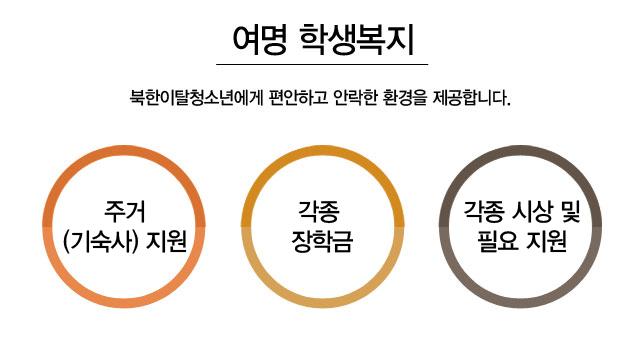 여명 학생복지
북한이탈청소년에게 편안하고 안락한 환경을 제공합니다.
주거
(기숙사) 지원
각종
장학금
각종 시상 및
필요 지원